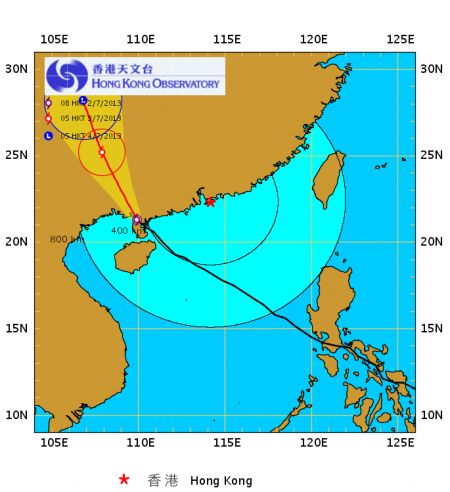 105E 110E 115E 120E 125E
30N 30N
香港天文台
HONG KONG OBSERVATORY
08 HKT 2/7/2013
05 HKT 3/7/2013
05 HKT 4/7/2013
25N 25N
400 km
800 km
20N 20N
15N 15N
10N 10N
105E 110E 115E 120E 125E
* 香港 Hong Kong